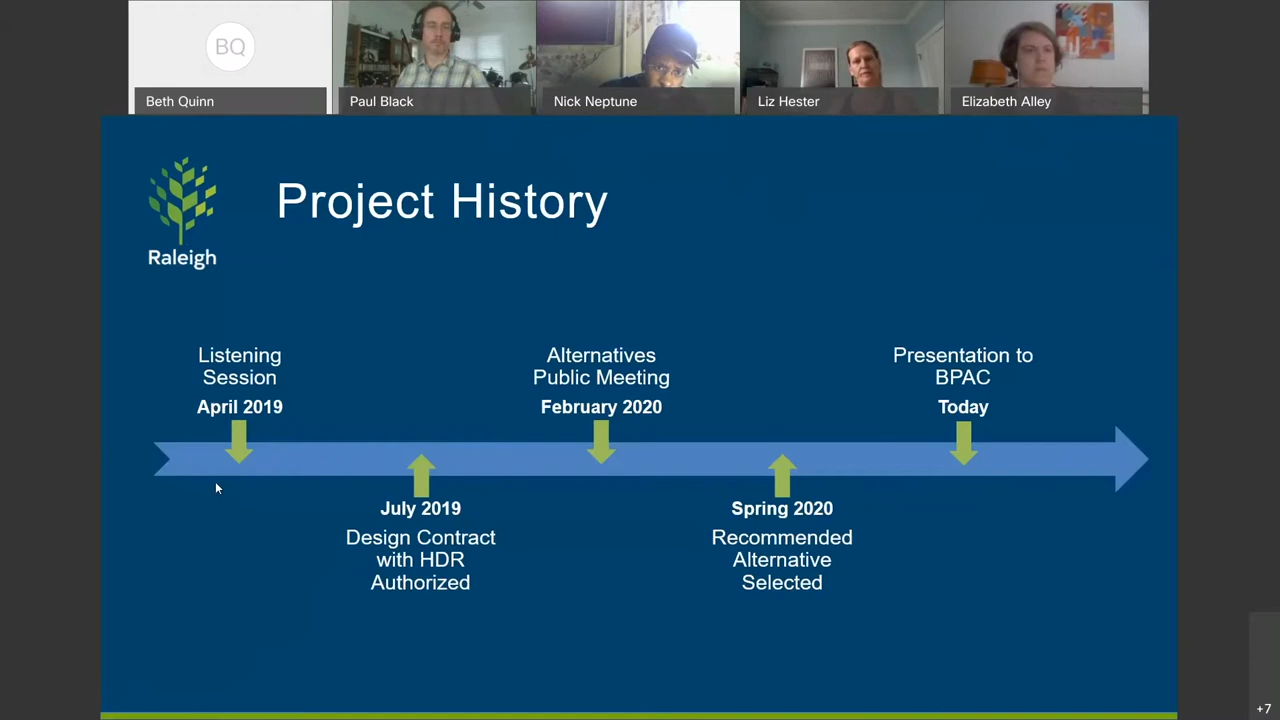 BQ
Beth Quinn
Paul Black
Nick Neptune
Liz Hester
Elizabeth Alley
Raleigh
Project History
Listening
Session
April 2019
Alternatives
Public Meeting
February 2020
Presentation to
BPAC
Today
July 2019
Design Contract
with HDR
Authorized
Spring 2020
Recommended
Alternative
Selected
+7